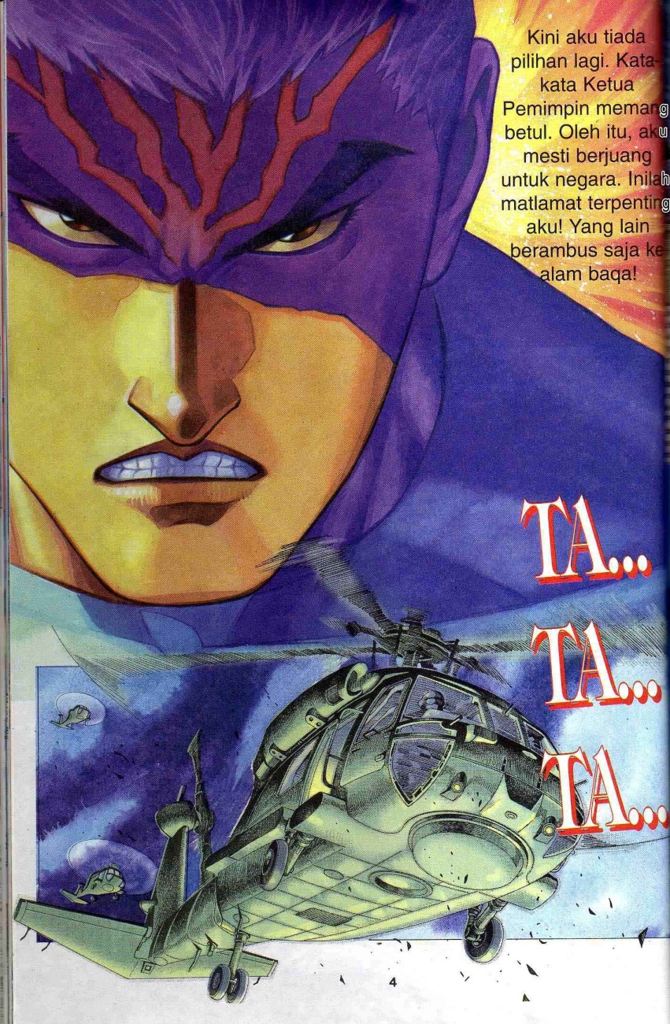 Kini aku tiada
pilihan lagi. Kata-
kata Ketua
Pemimpin memang
betul. Oleh itu, aku
mesti berjuang
untuk negara. Inilah
matlamat terpenting
aku! Yang lain
berambus saja ke
alam baqa!
TA...
TA...
TA...
4